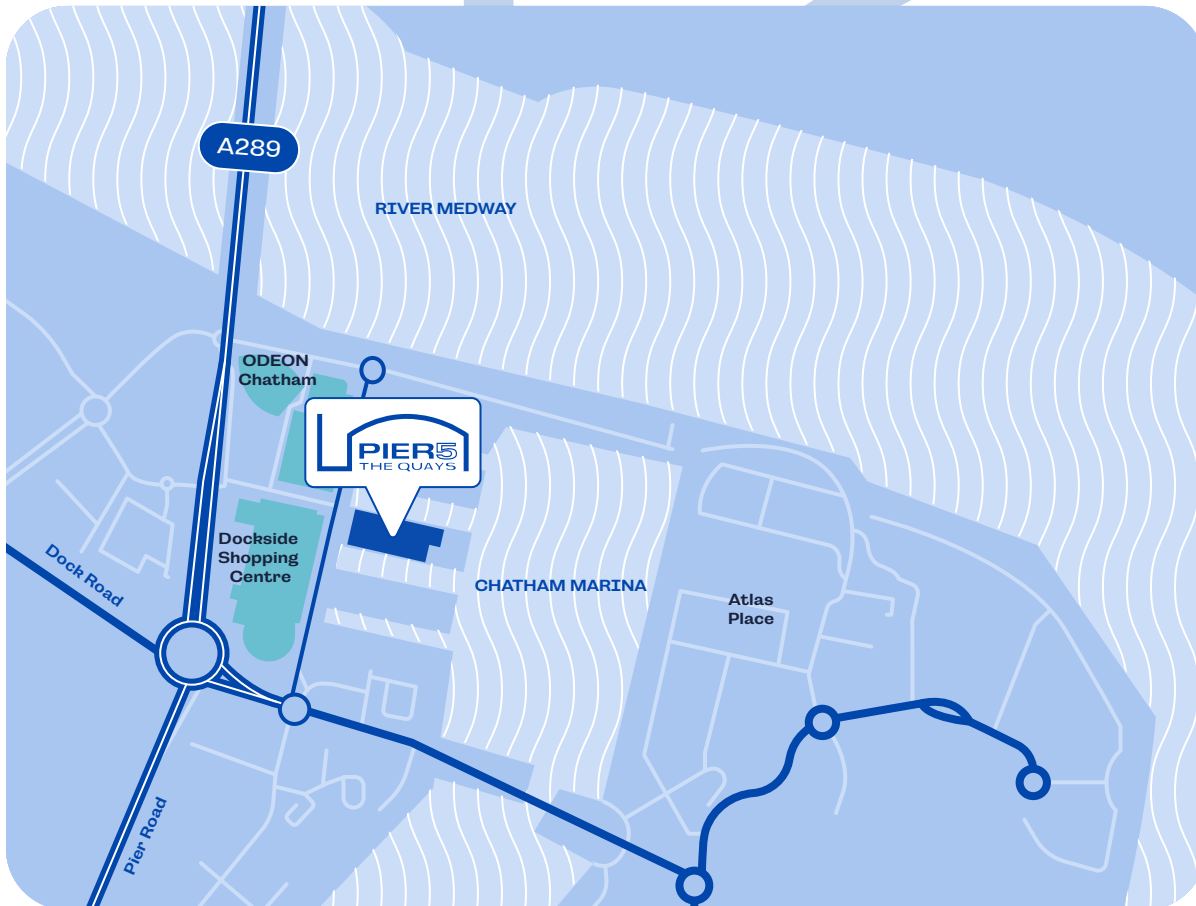 A289
RIVER MEDWAY
ODEON
Chatham
PIER5
THE QUAYS
Dockside
Shopping
Centre
Dock Road
CHATHAM MARINA
Atlas
Place
Pier Road